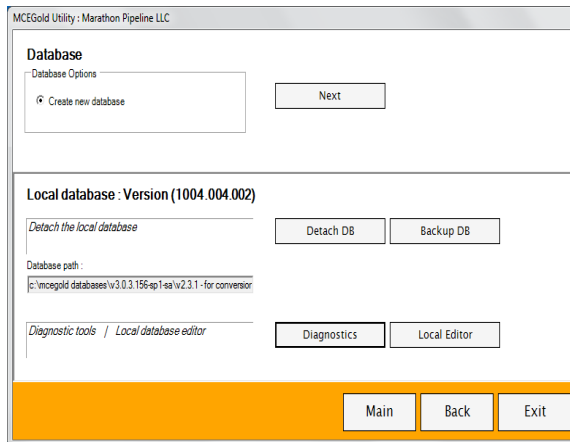 MCEGold Utility : Marathon Pipeline LLC
Database
Database Options
Create new database
Next
Local database : Version (1004.004.002)
Detach the local database
Detach DB
Backup DB
Database path :
c:\mcegold databases\v3.0.3.156-sp1-sa\v2.3.1 - for conversior
Diagnostic tools / Local database editor
Diagnostics
Local Editor
Main
Back
Exit